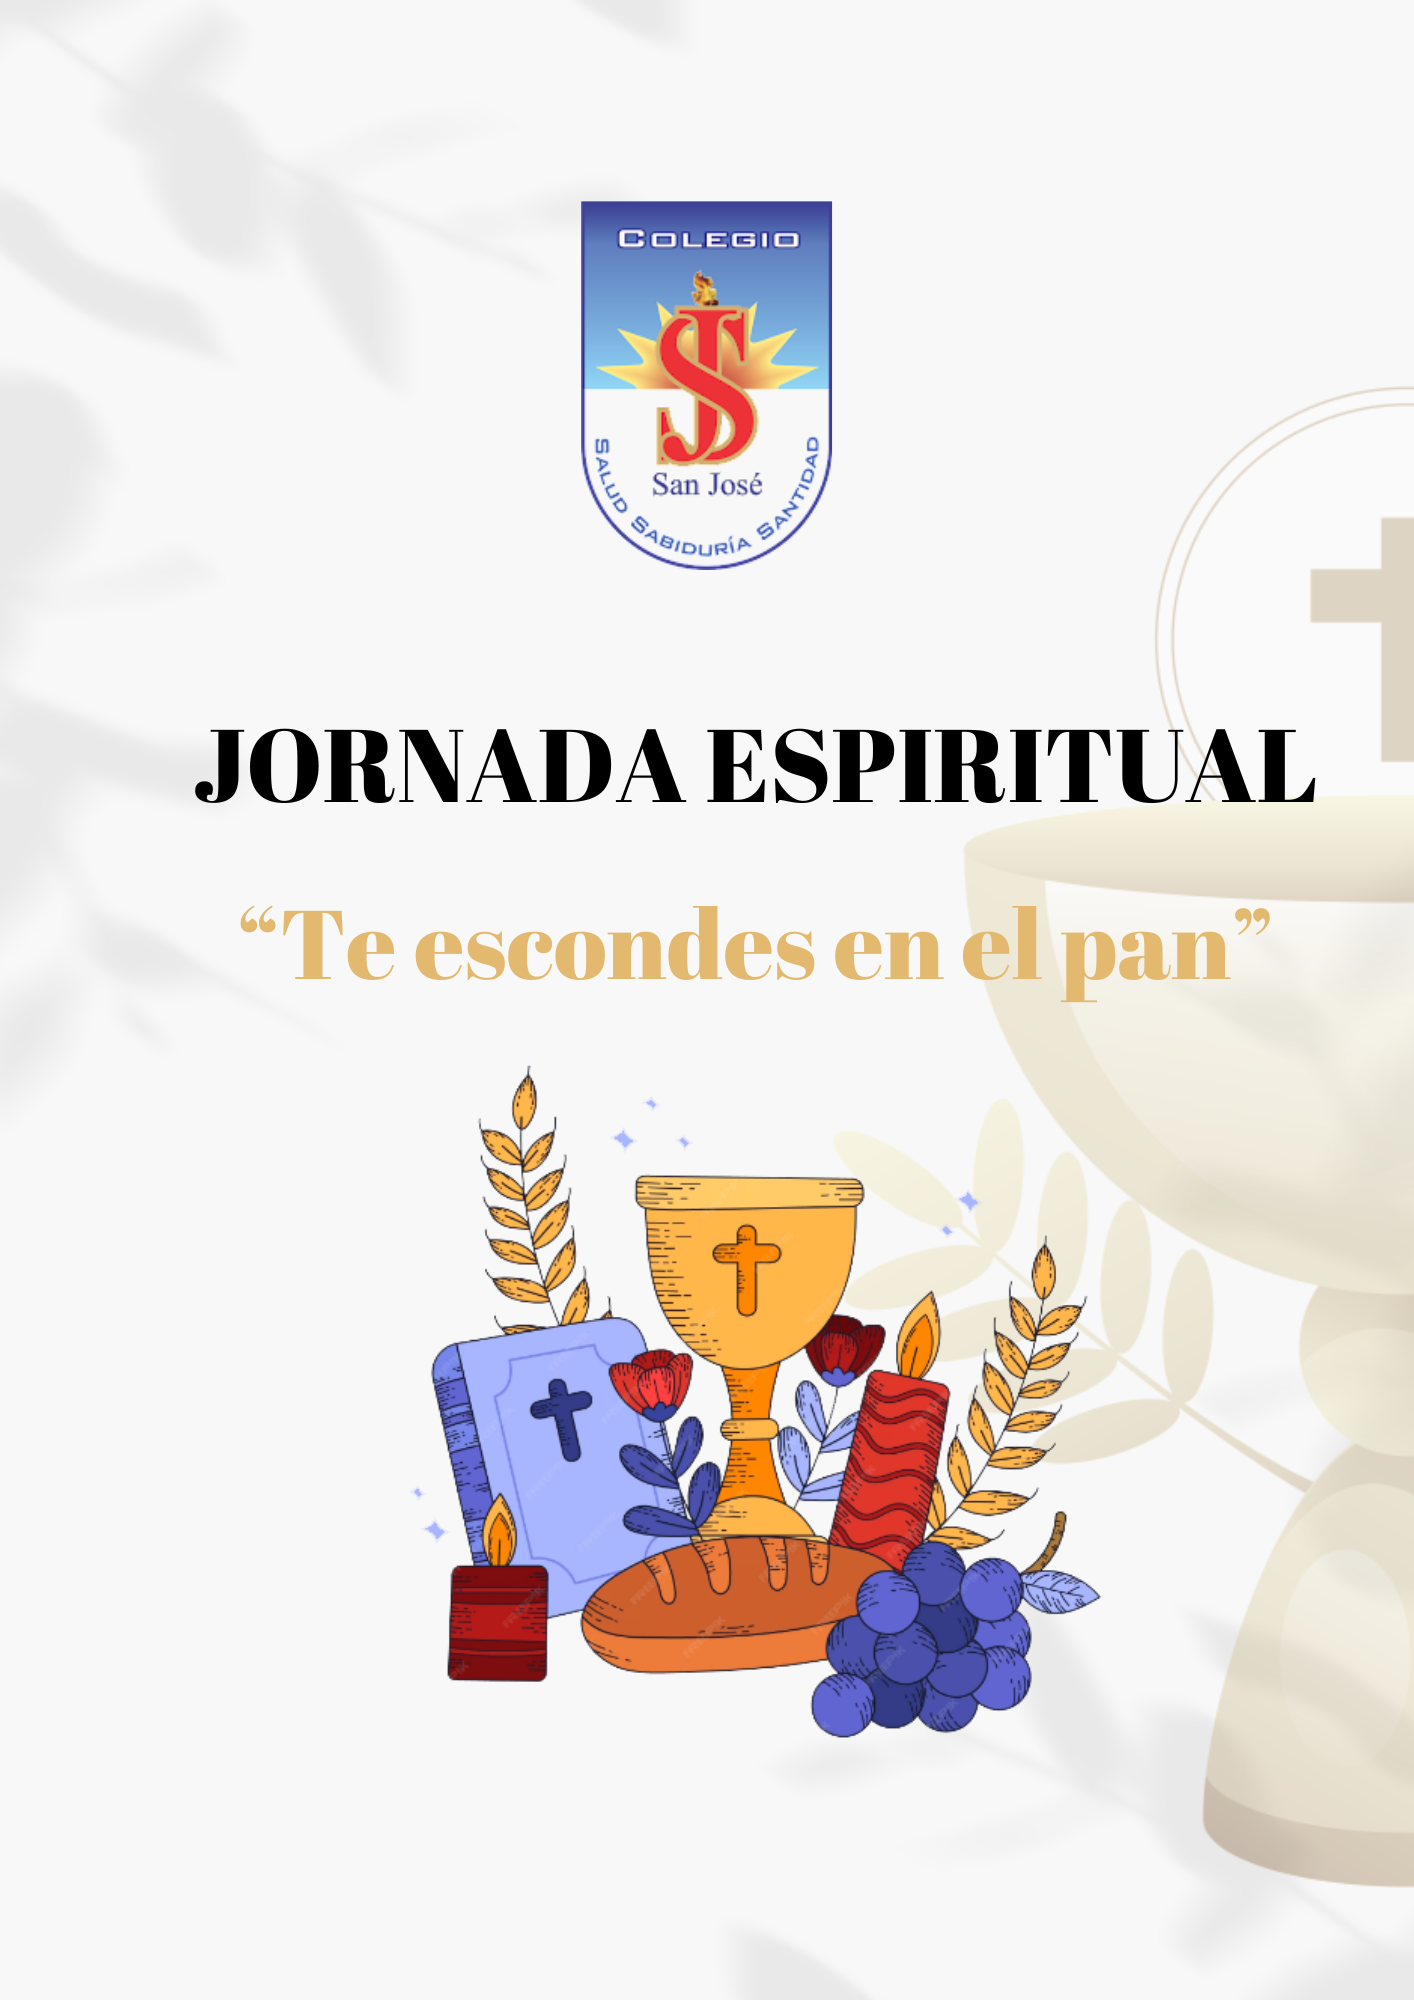 COLEGIO
San José
SALUD SABIDURÍA SANTIDAD
JORNADA ESPIRITUAL
“Te escondes en el pan”